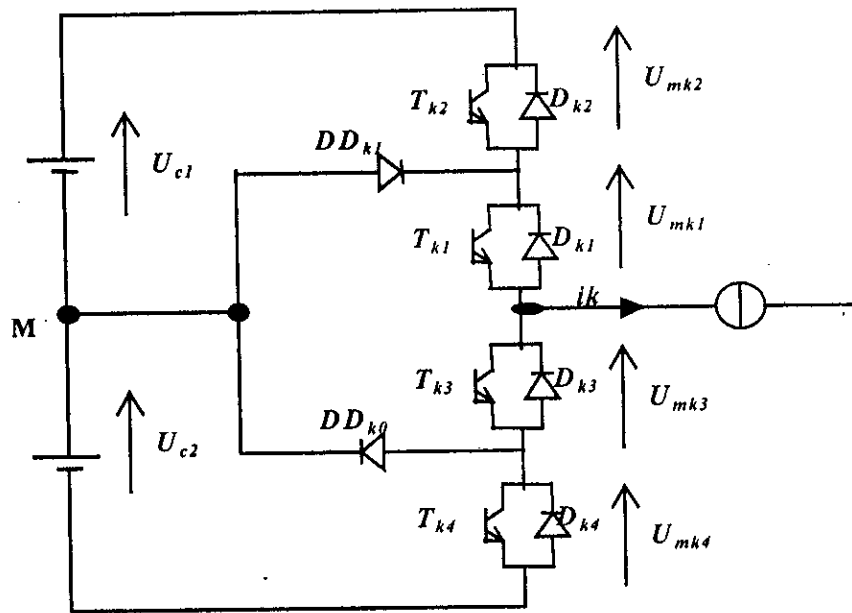 U_mk2
T_k2
D_k2
DD_k1
U_c1
U_mk1
T_k1
D_k1
M
ik
T_k3
D_k3
U_mk3
DD_k0
U_c2
T_k4
D_k4
U_mk4